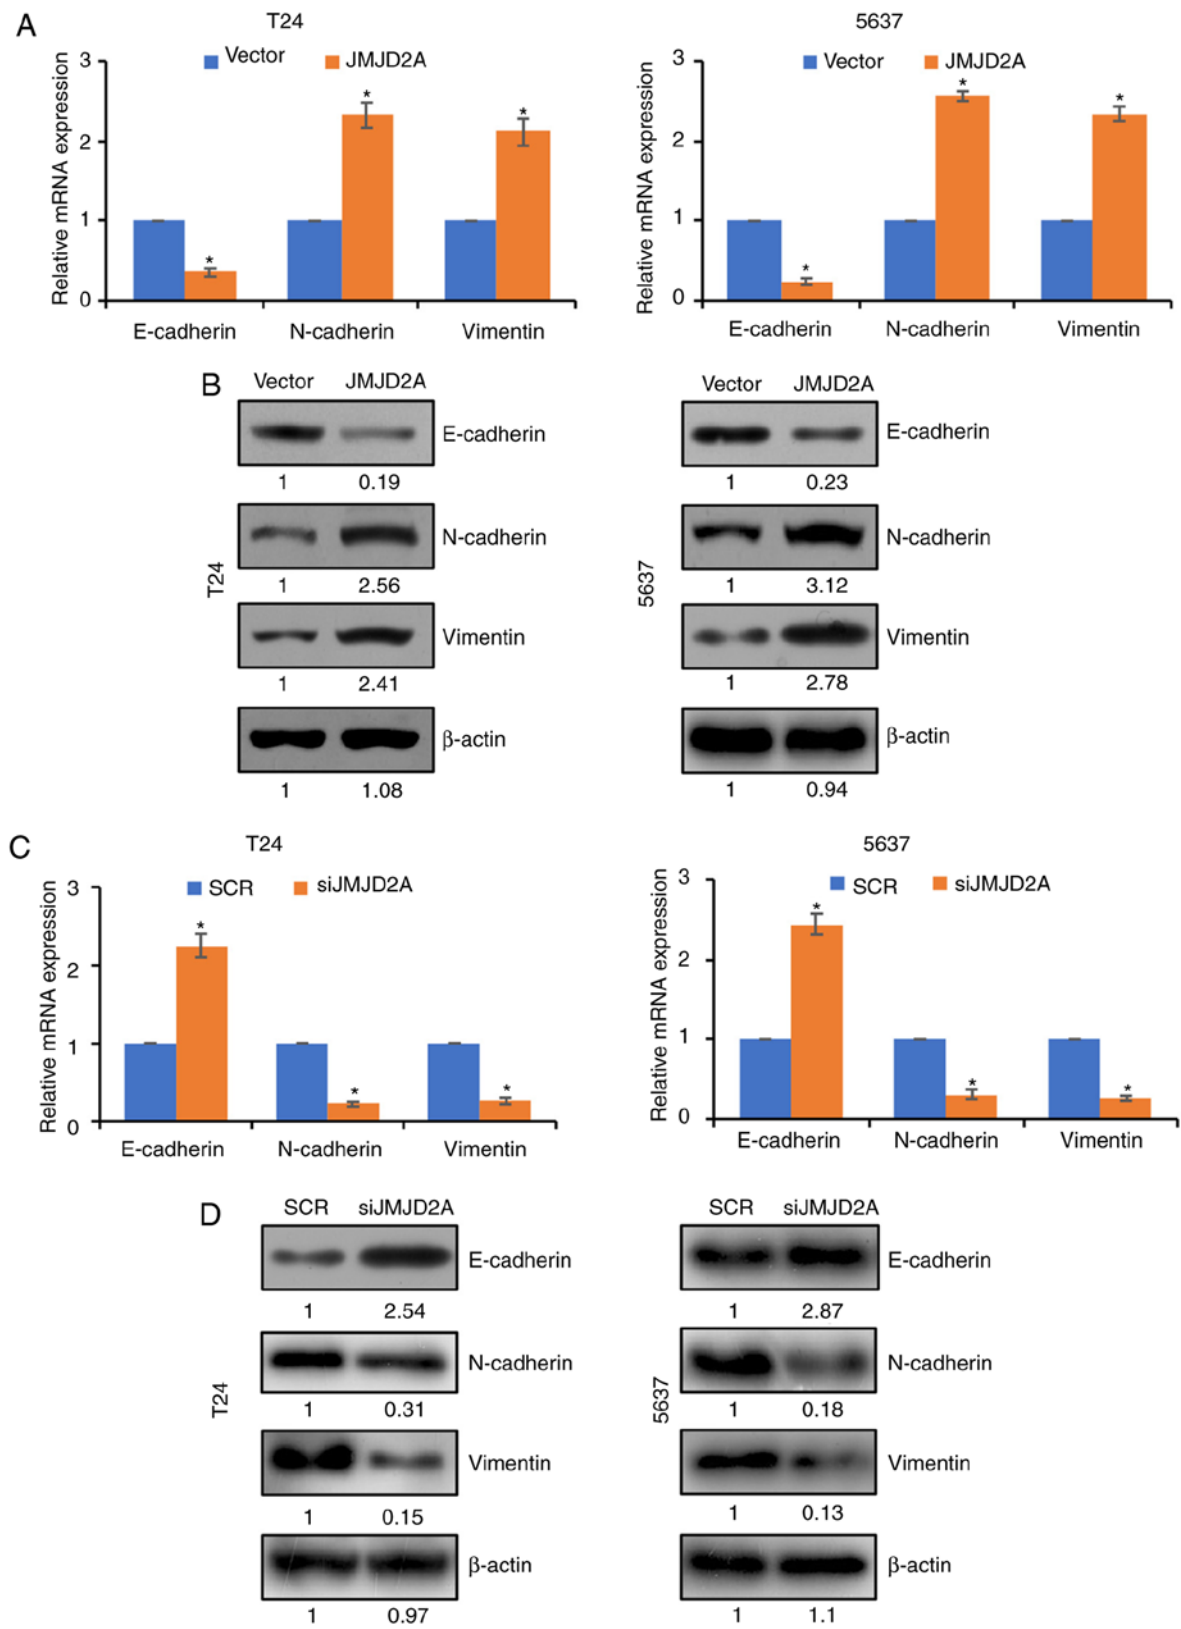 A
T24
Vector JMJD2A
Relative mRNA expression
3
2
1
0
*
*
*
E-cadherin N-cadherin Vimentin
5637
Vector JMJD2A
Relative mRNA expression
3
2
1
0
*
*
*
E-cadherin N-cadherin Vimentin
B
T24
Vector JMJD2A
E-cadherin
1 0.19
N-cadherin
1 2.56
Vimentin
1 2.41
β-actin
1 1.08
5637
Vector JMJD2A
E-cadherin
1 0.23
N-cadherin
1 3.12
Vimentin
1 2.78
β-actin
1 0.94
C
T24
SCR siJMJD2A
Relative mRNA expression
3
2
1
0
*
*
*
E-cadherin N-cadherin Vimentin
5637
SCR siJMJD2A
Relative mRNA expression
3
2
1
0
*
*
*
E-cadherin N-cadherin Vimentin
D
T24
SCR siJMJD2A
E-cadherin
1 2.54
N-cadherin
1 0.31
Vimentin
1 0.15
β-actin
1 0.97
5637
SCR siJMJD2A
E-cadherin
1 2.87
N-cadherin
1 0.18
Vimentin
1 0.13
β-actin
1 1.1